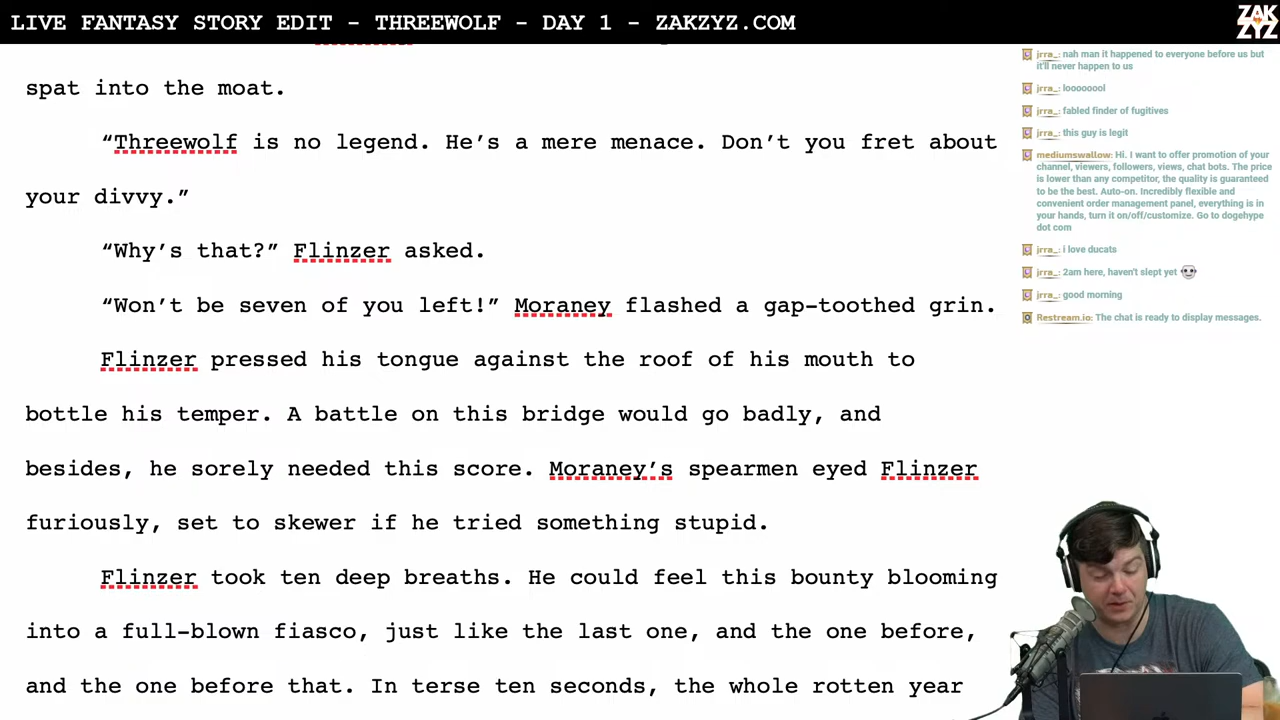 LIVE FANTASY STORY EDIT - THREEWOLF - DAY 1 - ZAKZYZ.COM
ZAK
ZYZ
spat into the moat.
“Threewolf is no legend. He’s a mere menace. Don’t you fret about
your divvy.”
“Why’s that?” Flinzer asked.
“Won’t be seven of you left!” Moraney flashed a gap-toothed grin.
Flinzer pressed his tongue against the roof of his mouth to
bottle his temper. A battle on this bridge would go badly, and
besides, he sorely needed this score. Moraney’s spearmen eyed Flinzer
furiously, set to skewer if he tried something stupid.
Flinzer took ten deep breaths. He could feel this bounty blooming
into a full-blown fiasco, just like the last one, and the one before,
and the one before that. In terse ten seconds, the whole rotten year
jrra_: nah man it happened to everyone before us but
it'll never happen to us
jrra_: looooool
jrra_: fabled finder of fugitives
jrra_: this guy is legit
mediumswallow: Hi. I want to offer promotion of your
channel, viewers, followers, views, chat bots. The price
is lower than any competitor, the quality is guaranteed
to be the best. Auto-on. Incredibly flexible and
convenient order management panel, everything is in
your hands, turn it on/off/customize. Go to dogehype
dot com
jrra_: i love ducats
jrra_: 2am here, haven't slept yet
jrra_: good morning
Restream.io: The chat is ready to display messages.